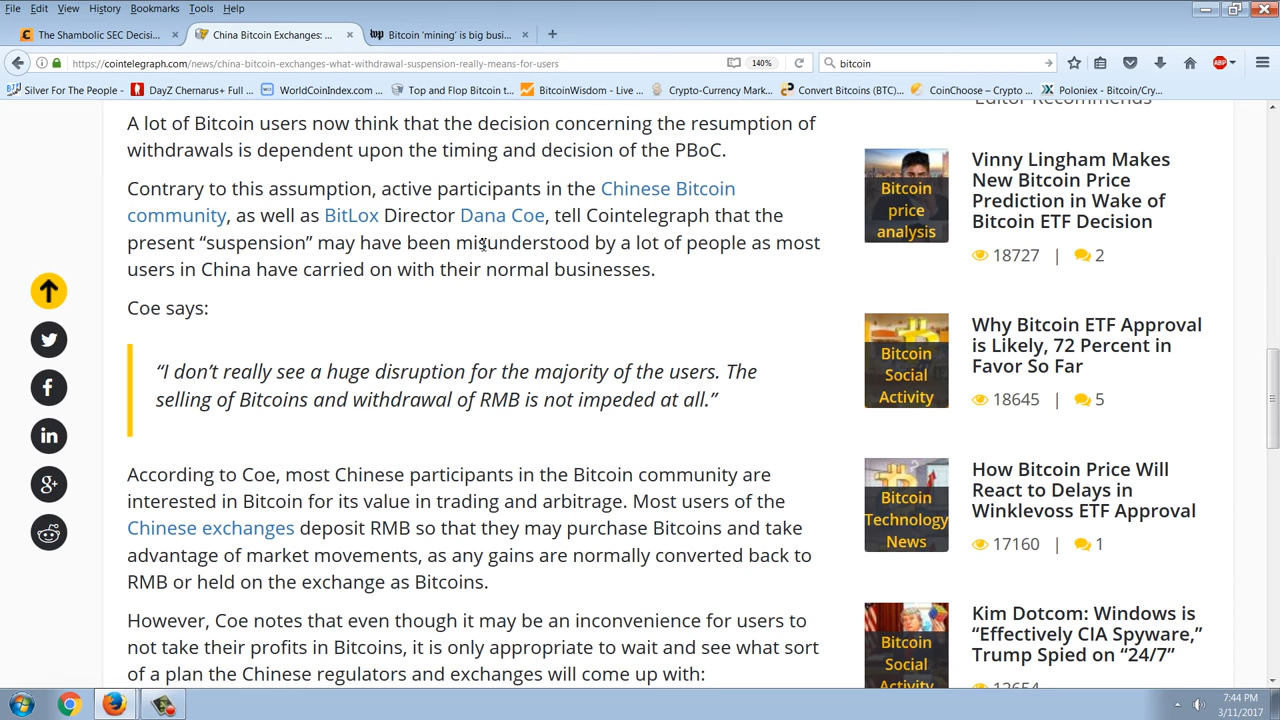 File Edit View History Bookmarks Tools Help
The Shambolic SEC Decisi... × China Bitcoin Exchanges: ... × wp Bitcoin 'mining' is big busi... ×
https://cointelegraph.com/news/china-bitcoin-exchanges-what-withdrawal-suspension-really-means-for-users 140% bitcoin ABP
Silver For The People - ... DayZ Chernarus+ Full ... WorldCoinIndex.com ... Top and Flop Bitcoin t... BitcoinWisdom - Live ... Crypto-Currency Mark... Convert Bitcoins (BTC)... CoinChoose – Crypto ... Poloniex - Bitcoin/Cry...
Editor Recommends
A lot of Bitcoin users now think that the decision concerning the resumption of
withdrawals is dependent upon the timing and decision of the PBoC.
Contrary to this assumption, active participants in the Chinese Bitcoin
community, as well as BitLox Director Dana Coe, tell Cointelegraph that the
present “suspension” may have been misunderstood by a lot of people as most
users in China have carried on with their normal businesses.
Coe says:
“I don’t really see a huge disruption for the majority of the users. The
selling of Bitcoins and withdrawal of RMB is not impeded at all.”
According to Coe, most Chinese participants in the Bitcoin community are
interested in Bitcoin for its value in trading and arbitrage. Most users of the
Chinese exchanges deposit RMB so that they may purchase Bitcoins and take
advantage of market movements, as any gains are normally converted back to
RMB or held on the exchange as Bitcoins.
However, Coe notes that even though it may be an inconvenience for users to
not take their profits in Bitcoins, it is only appropriate to wait and see what sort
of a plan the Chinese regulators and exchanges will come up with:
Bitcoin
price
analysis
Vinny Lingham Makes
New Bitcoin Price
Prediction in Wake of
Bitcoin ETF Decision
18727 | 2
Bitcoin
Social
Activity
Why Bitcoin ETF Approval
is Likely, 72 Percent in
Favor So Far
18645 | 5
Bitcoin
Technology
News
How Bitcoin Price Will
React to Delays in
Winklevoss ETF Approval
17160 | 1
Bitcoin
Social
Activity
Kim Dotcom: Windows is
“Effectively CIA Spyware,”
Trump Spied on “24/7”
7:44 PM
3/11/2017